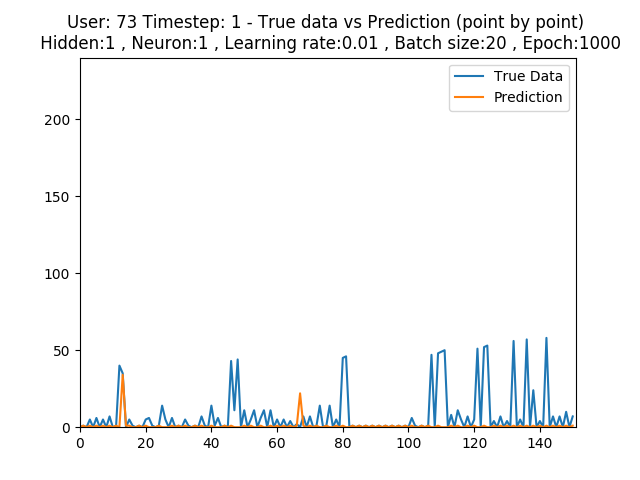 User: 73 Timestep: 1 - True data vs Prediction (point by point)
Hidden:1 , Neuron:1 , Learning rate:0.01 , Batch size:20 , Epoch:1000
True Data
Prediction
200
150
100
50
0
0 20 40 60 80 100 120 140